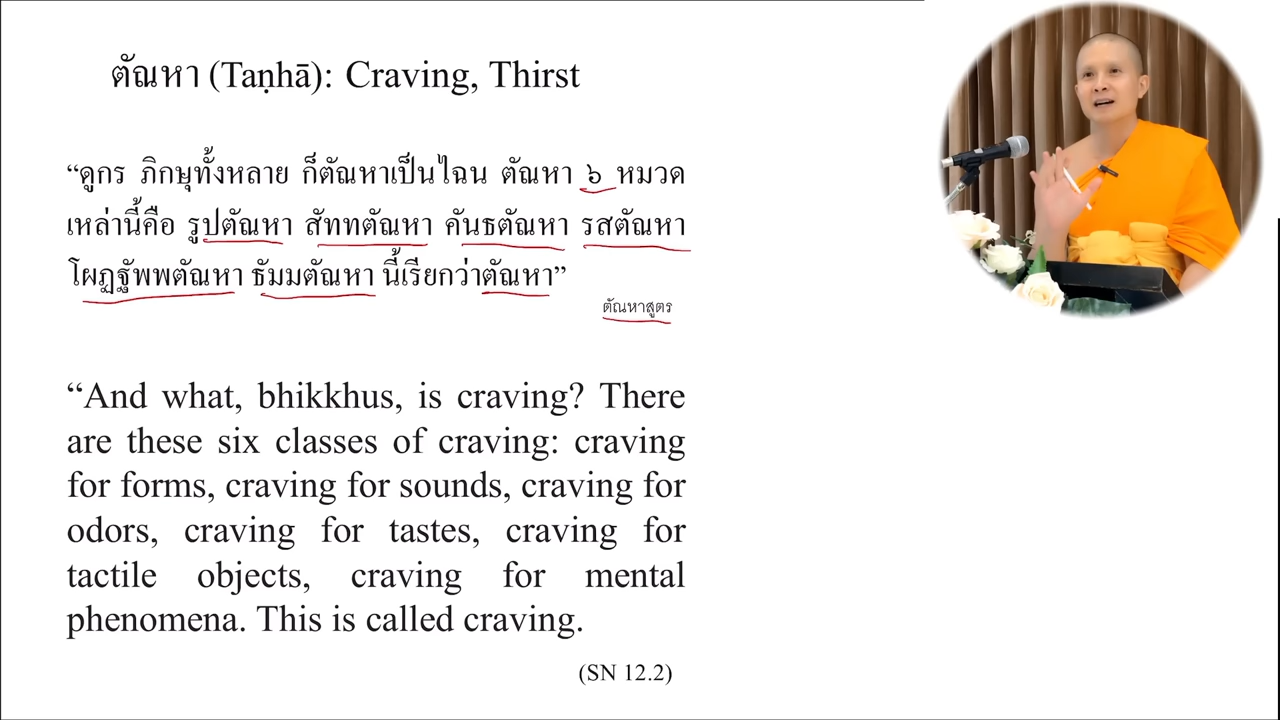 ตัณหา (Taṇhā): Craving, Thirst
“ดูกร ภิกษุทั้งหลาย ก็ตัณหาเป็นไฉน ตัณหา ๖ หมวด
เหล่านี้คือ รูปตัณหา สัททตัณหา คันธตัณหา รสตัณหา
โผฏฐัพพตัณหา ธัมมตัณหา นี้เรียกว่าตัณหา”
ตัณหาสูตร
“And what, bhikkhus, is craving? There
are these six classes of craving: craving
for forms, craving for sounds, craving for
odors, craving for tastes, craving for
tactile objects, craving for mental
phenomena. This is called craving.
(SN 12.2)